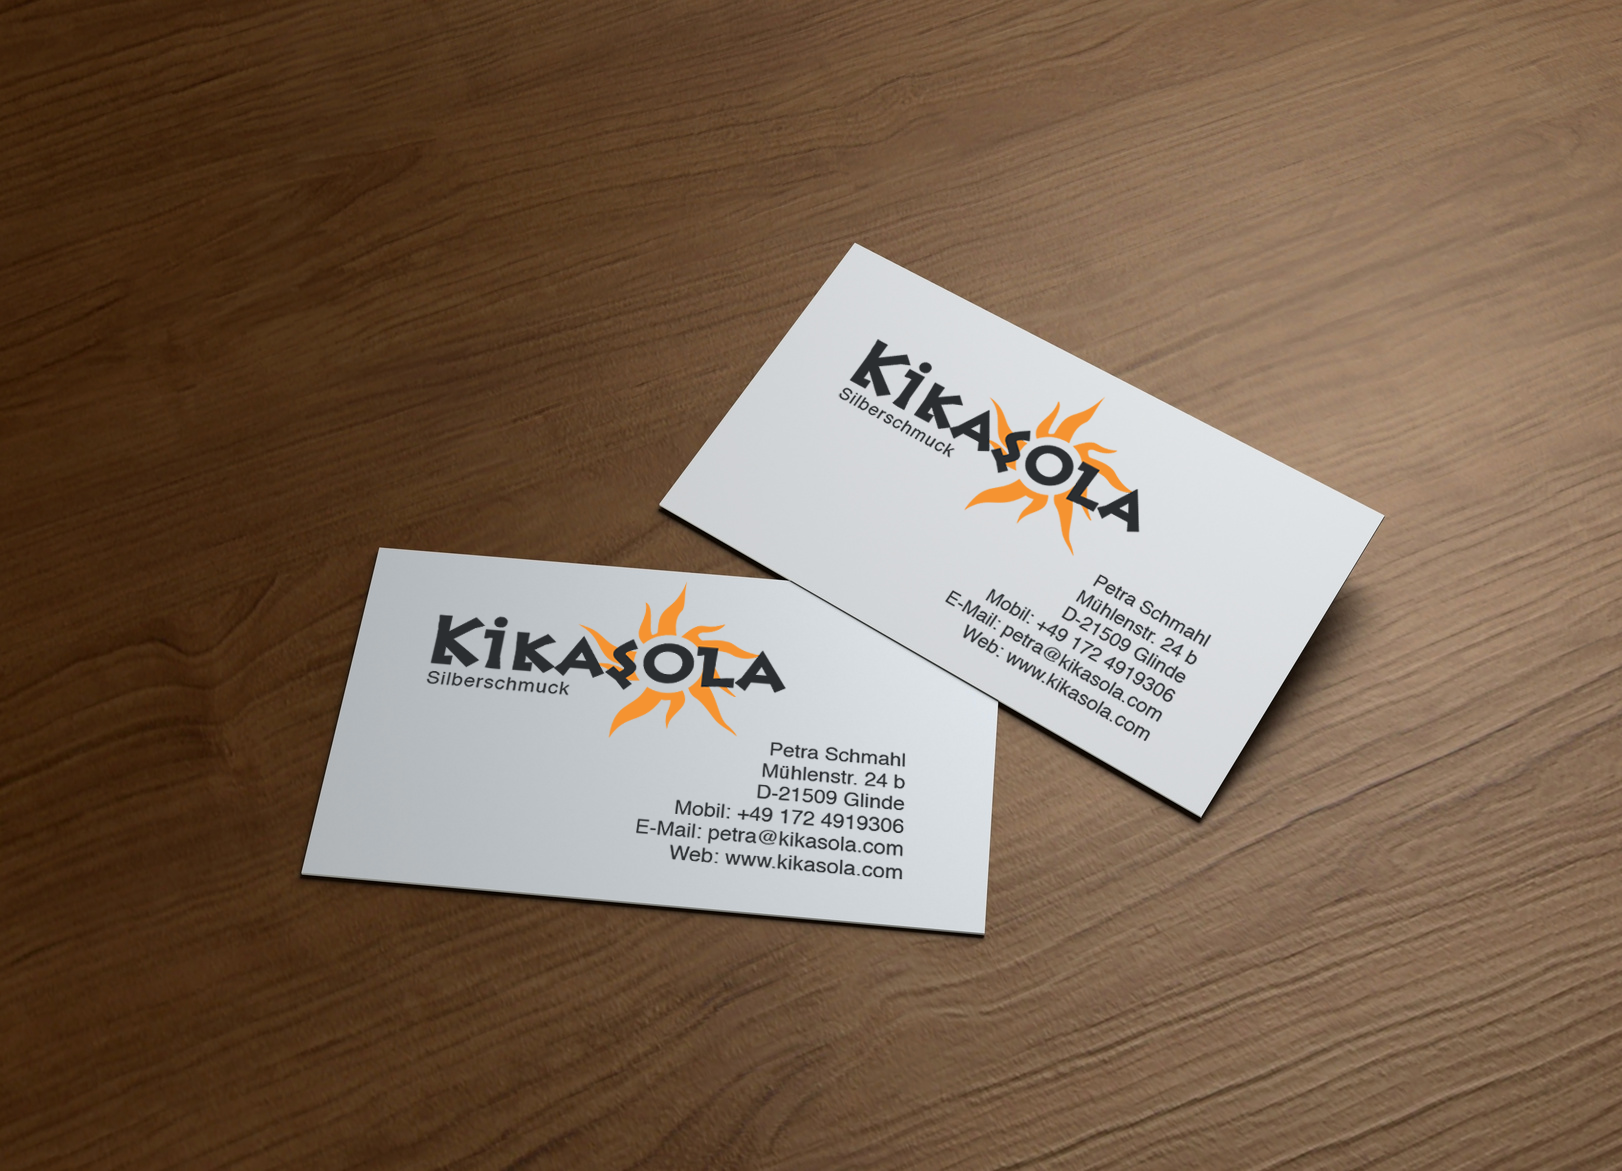 KiKASOLA
Silberschmuck
Petra Schmahl
Mühlenstr. 24 b
D-21509 Glinde
Mobil: +49 172 4919306
E-Mail: petra@kikasola.com
Web: www.kikasola.com
KiKASOLA
Silberschmuck
Petra Schmahl
Mühlenstr. 24 b
D-21509 Glinde
Mobil: +49 172 4919306
E-Mail: petra@kikasola.com
Web: www.kikasola.com